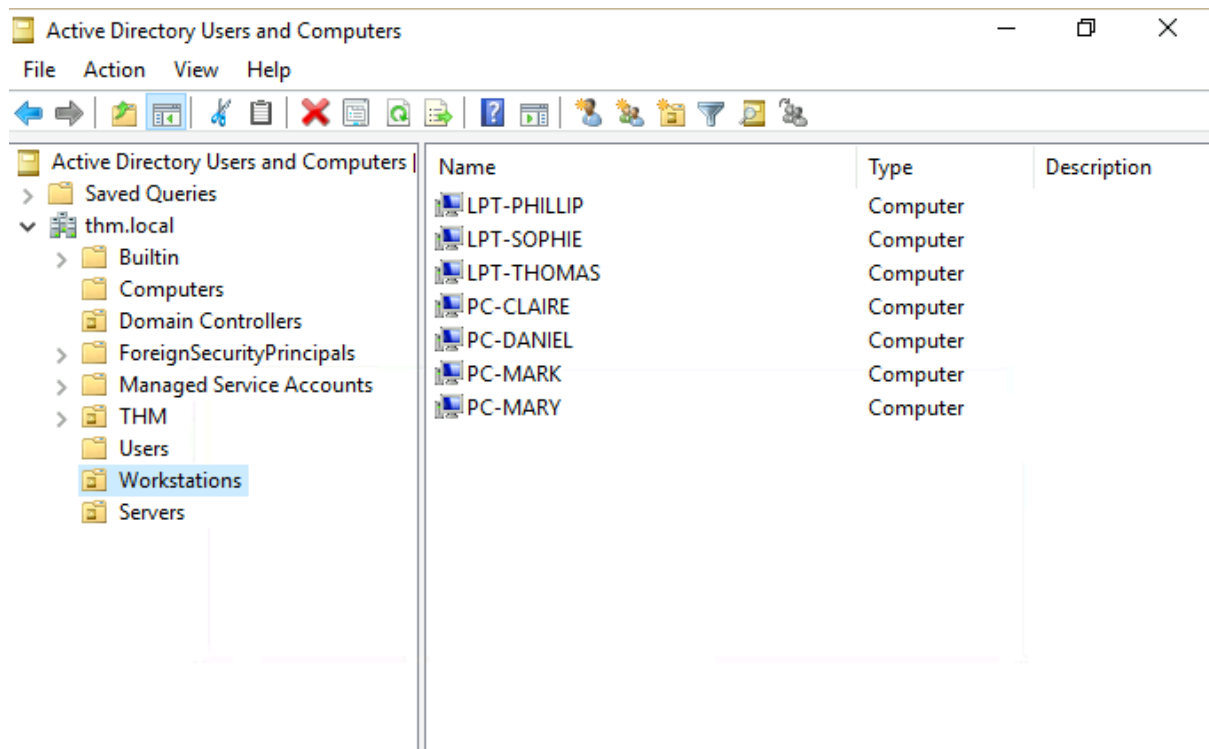 Active Directory Users and Computers
File Action View Help
Active Directory Users and Computers
Saved Queries
thm.local
Builtin
Computers
Domain Controllers
ForeignSecurityPrincipals
Managed Service Accounts
THM
Users
Workstations
Servers
Name Type Description
LPT-PHILLIP Computer
LPT-SOPHIE Computer
LPT-THOMAS Computer
PC-CLAIRE Computer
PC-DANIEL Computer
PC-MARK Computer
PC-MARY Computer